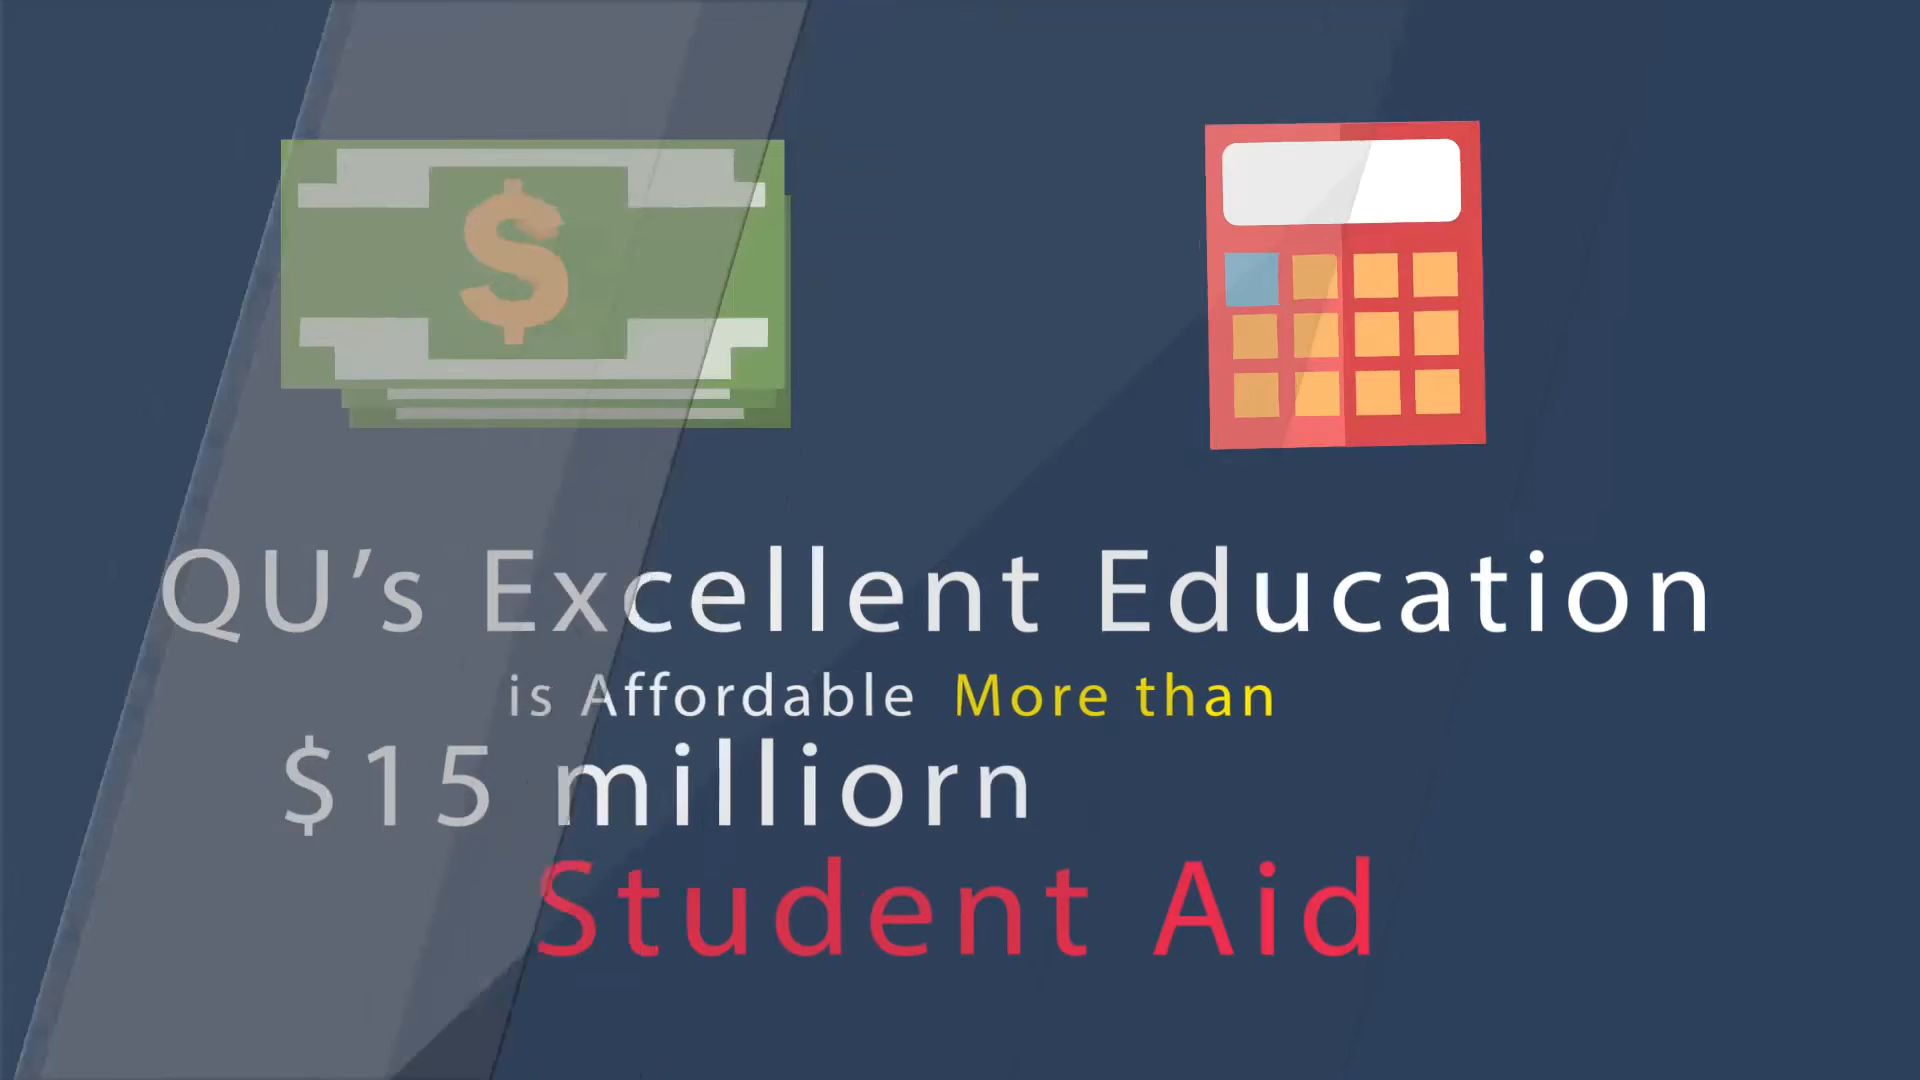 QU’s Excellent Education
is Affordable More than
$15 milliorn
Student Aid